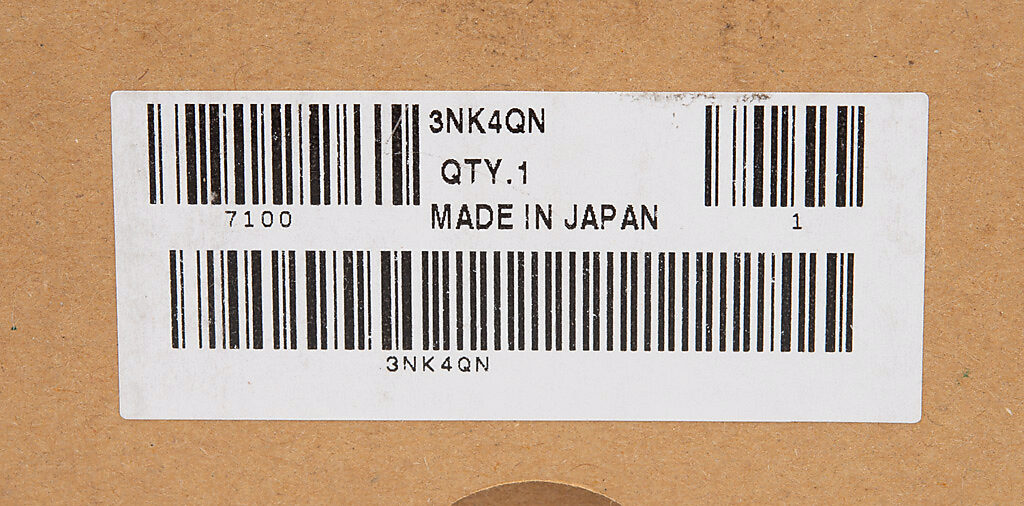 3NK4QN
QTY.1
7100
MADE IN JAPAN
1
3NK4QN